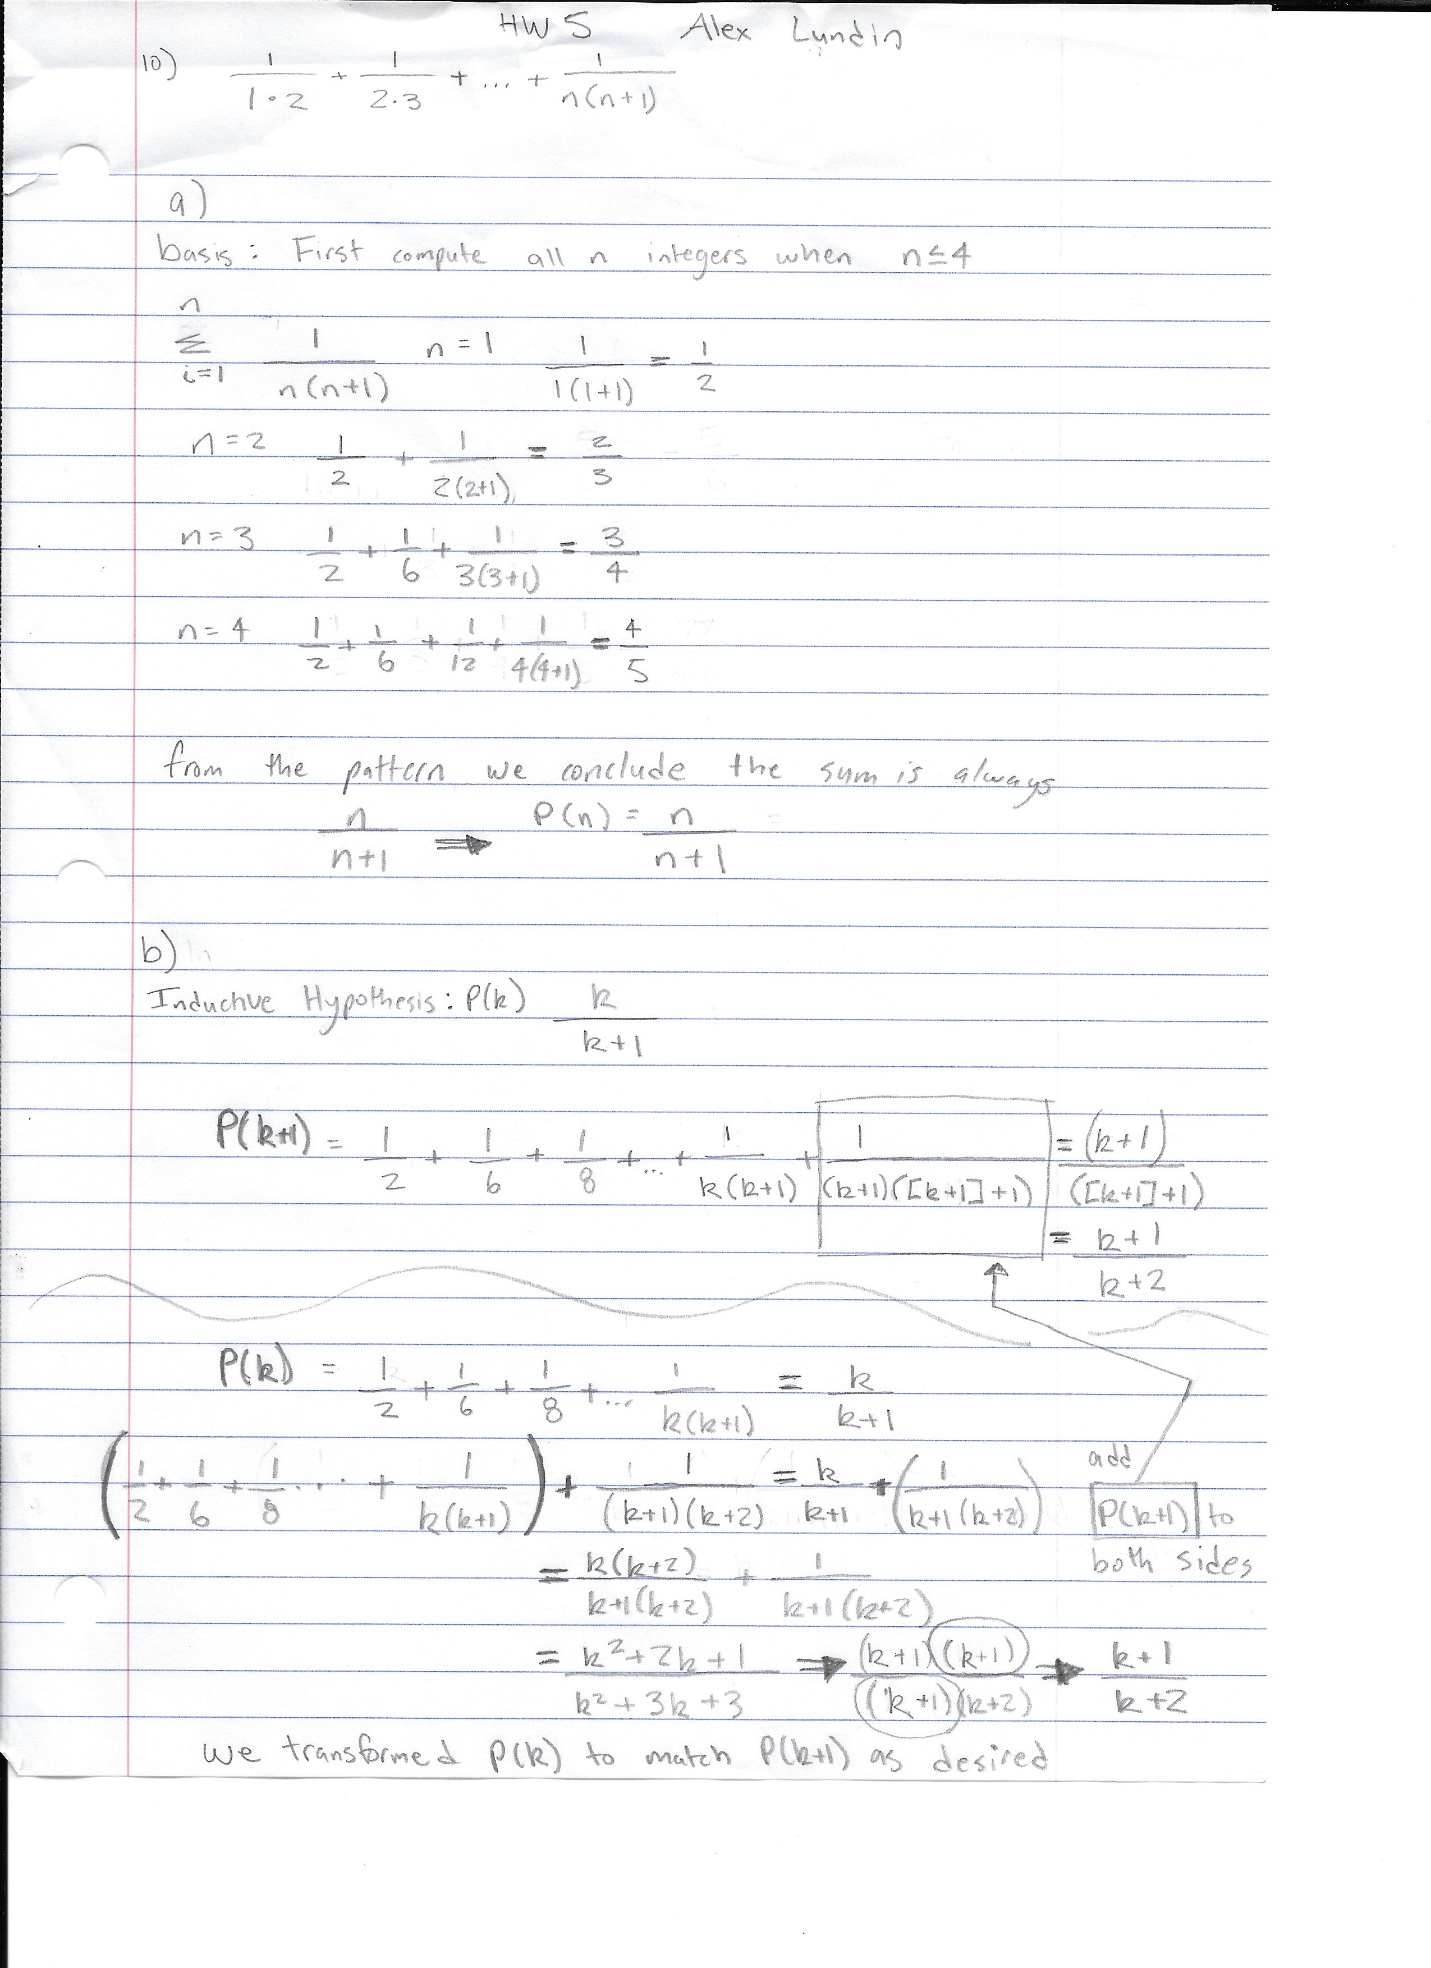 HW 5 Alex Lundin
10) 1/(1·2) + 1/(2·3) + ... + 1/(n(n+1))
a)
basis: First compute all n integers when n≤4
n
Σ 1/(n(n+1)) n=1 1/(1(1+1)) = 1/2
i=1
n=2 1/2 + 1/(2(2+1)) = 2/3
n=3 1/2 + 1/6 + 1/(3(3+1)) = 3/4
n=4 1/2 + 1/6 + 1/12 + 1/(4(4+1)) = 4/5
from the pattern we conclude the sum is always
n/(n+1) ⇒ P(n) = n/(n+1)
b)
Inductive Hypothesis: P(k) k/(k+1)
P(k+1) = 1/2 + 1/6 + 1/8 + ... + 1/(k(k+1)) + 1/((k+1)([k+1]+1)) = (k+1)/([k+1]+1)
= (k+1)/(k+2)
P(k) = 1/2 + 1/6 + 1/8 + ... 1/(k(k+1)) = k/(k+1)
(1/2 + 1/6 + 1/8 ... + 1/(k(k+1))) + 1/((k+1)(k+2)) = k/(k+1) + (1/(k+1(k+2))) add
P(k+1) to
both sides
= k(k+2)/(k+1(k+2)) + 1/(k+1(k+2))
= (k²+2k+1)/(k²+3k+3) → (k+1)(k+1)/((k+1)(k+2)) → (k+1)/(k+2)
we transformed P(k) to match P(k+1) as desired